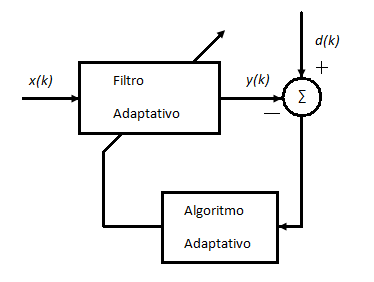 d(k)
+
x(k)
Filtro
Adaptativo
y(k)
—
Σ
Algoritmo
Adaptativo